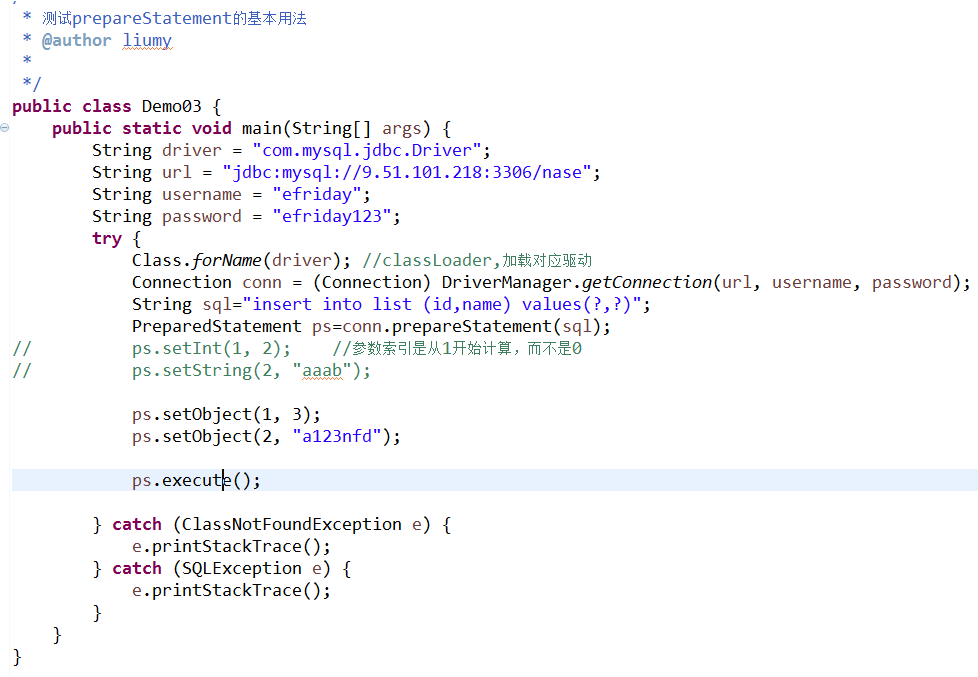 * 测试prepareStatement的基本用法
* @author liumy
*
*/
public class Demo03 {
public static void main(String[] args) {
String driver = "com.mysql.jdbc.Driver";
String url = "jdbc:mysql://9.51.101.218:3306/nase";
String username = "efriday";
String password = "efriday123";
try {
Class.forName(driver); //classLoader,加载对应驱动
Connection conn = (Connection) DriverManager.getConnection(url, username, password);
String sql="insert into list (id,name) values(?,?)";
PreparedStatement ps=conn.prepareStatement(sql);
// ps.setInt(1, 2); //参数索引是从1开始计算，而不是0
// ps.setString(2, "aaab");
ps.setObject(1, 3);
ps.setObject(2, "a123nfd");
ps.execute();
} catch (ClassNotFoundException e) {
e.printStackTrace();
} catch (SQLException e) {
e.printStackTrace();
}
}
}